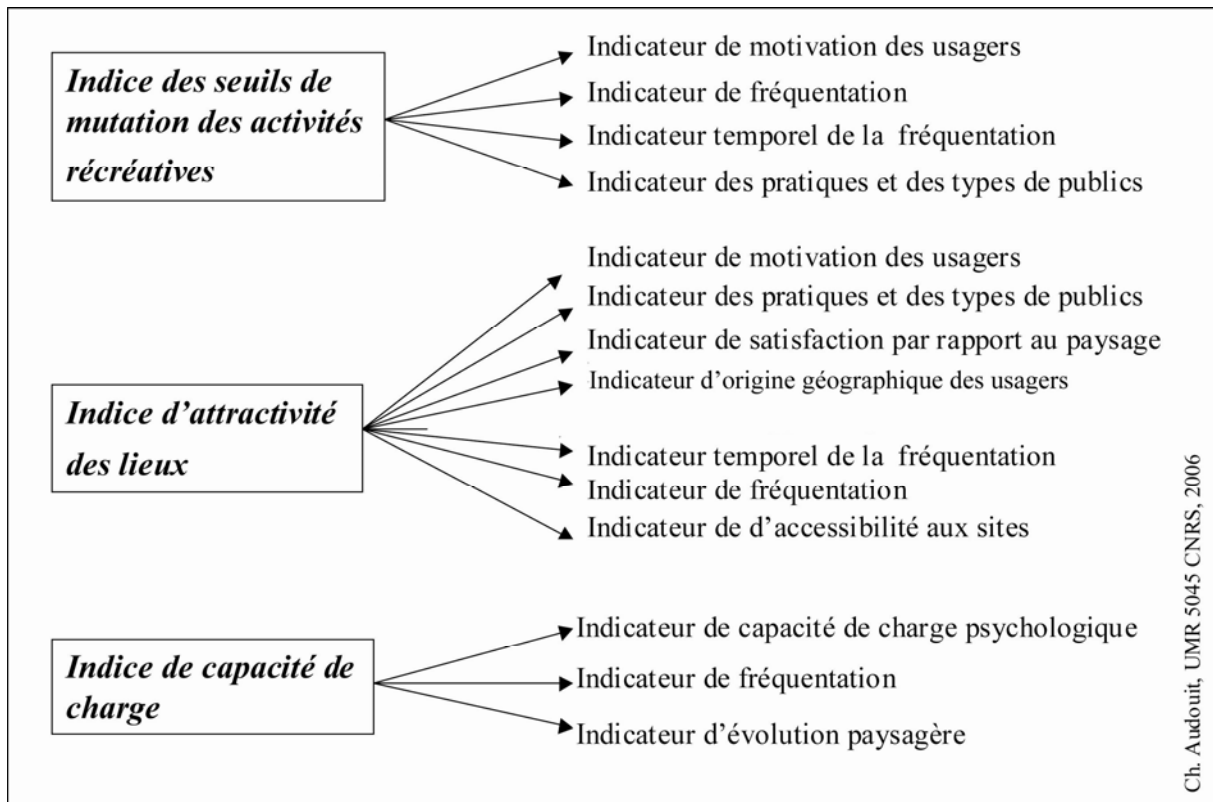 Indice des seuils de
mutation des activités
récréatives
Indicateur de motivation des usagers
Indicateur de fréquentation
Indicateur temporel de la fréquentation
Indicateur des pratiques et des types de publics
Indice d'attractivité
des lieux
Indicateur de motivation des usagers
Indicateur des pratiques et des types de publics
Indicateur de satisfaction par rapport au paysage
Indicateur d'origine géographique des usagers
Indicateur temporel de la fréquentation
Indicateur de fréquentation
Indicateur de d'accessibilité aux sites
Indice de capacité de
charge
Indicateur de capacité de charge psychologique
Indicateur de fréquentation
Indicateur d'évolution paysagère
Ch. Audouit, UMR 5045 CNRS, 2006